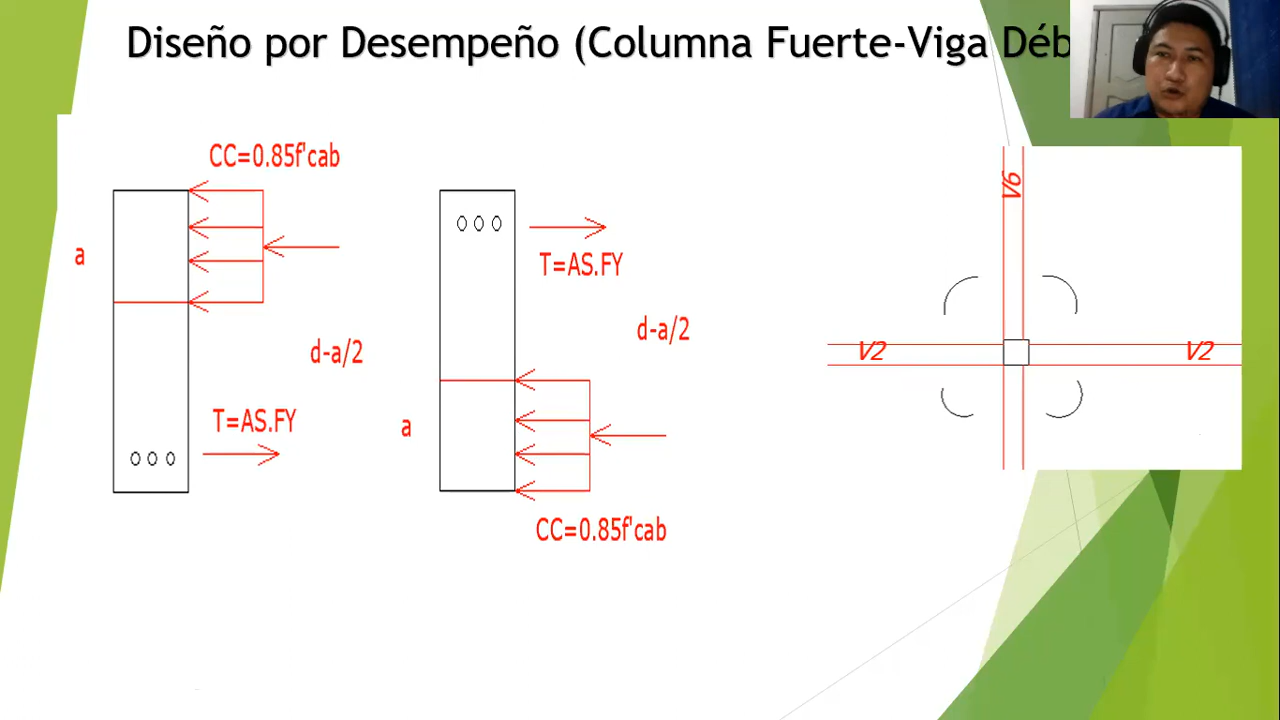 Diseño por Desempeño (Columna Fuerte-Viga Déb
CC=0.85f'cab
a
d-a/2
T=AS.FY
T=AS.FY
d-a/2
a
CC=0.85f'cab
V6
V2
V2